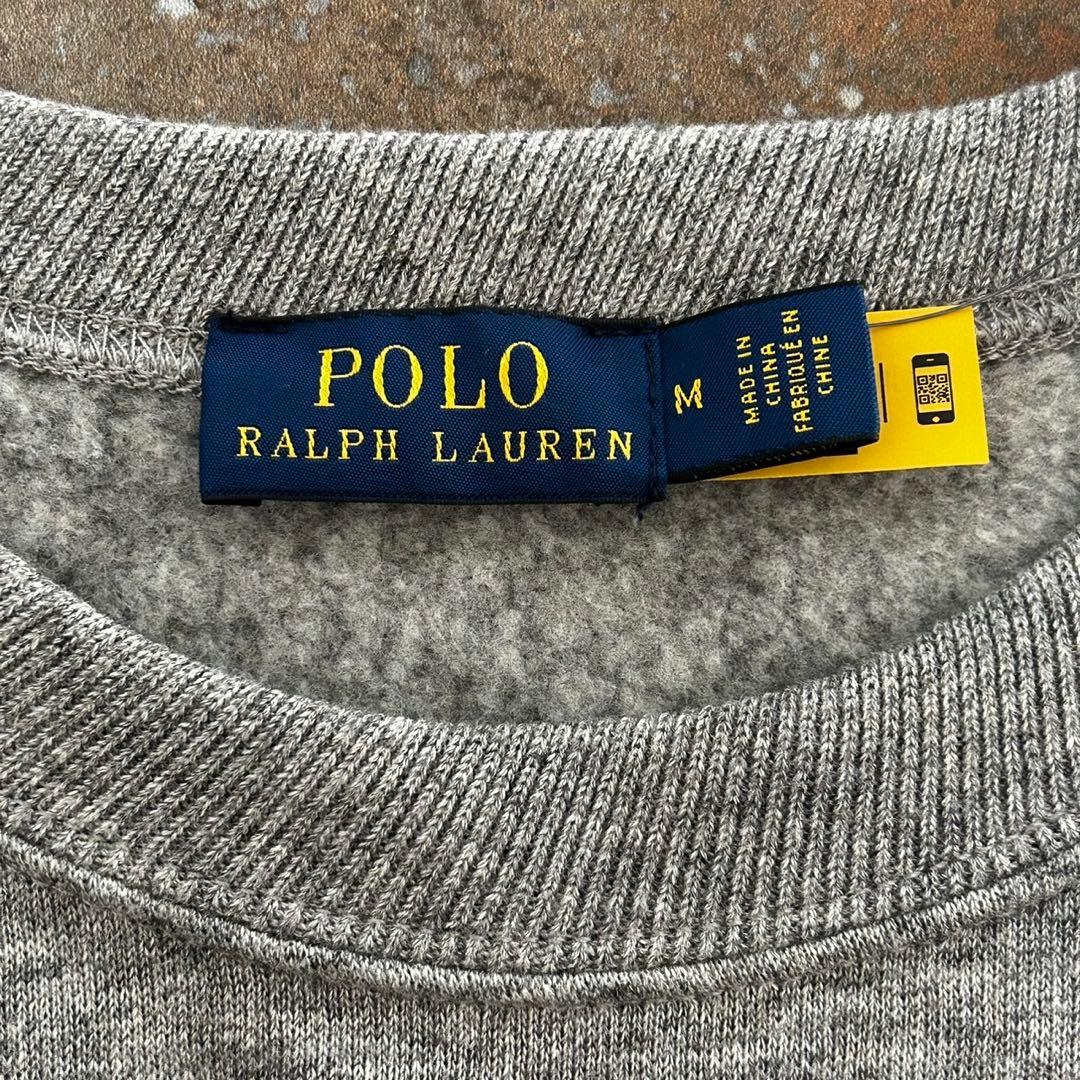 POLO
RALPH LAUREN
M
MADE IN
CHINA
FABRIQUÉ EN
CHINE